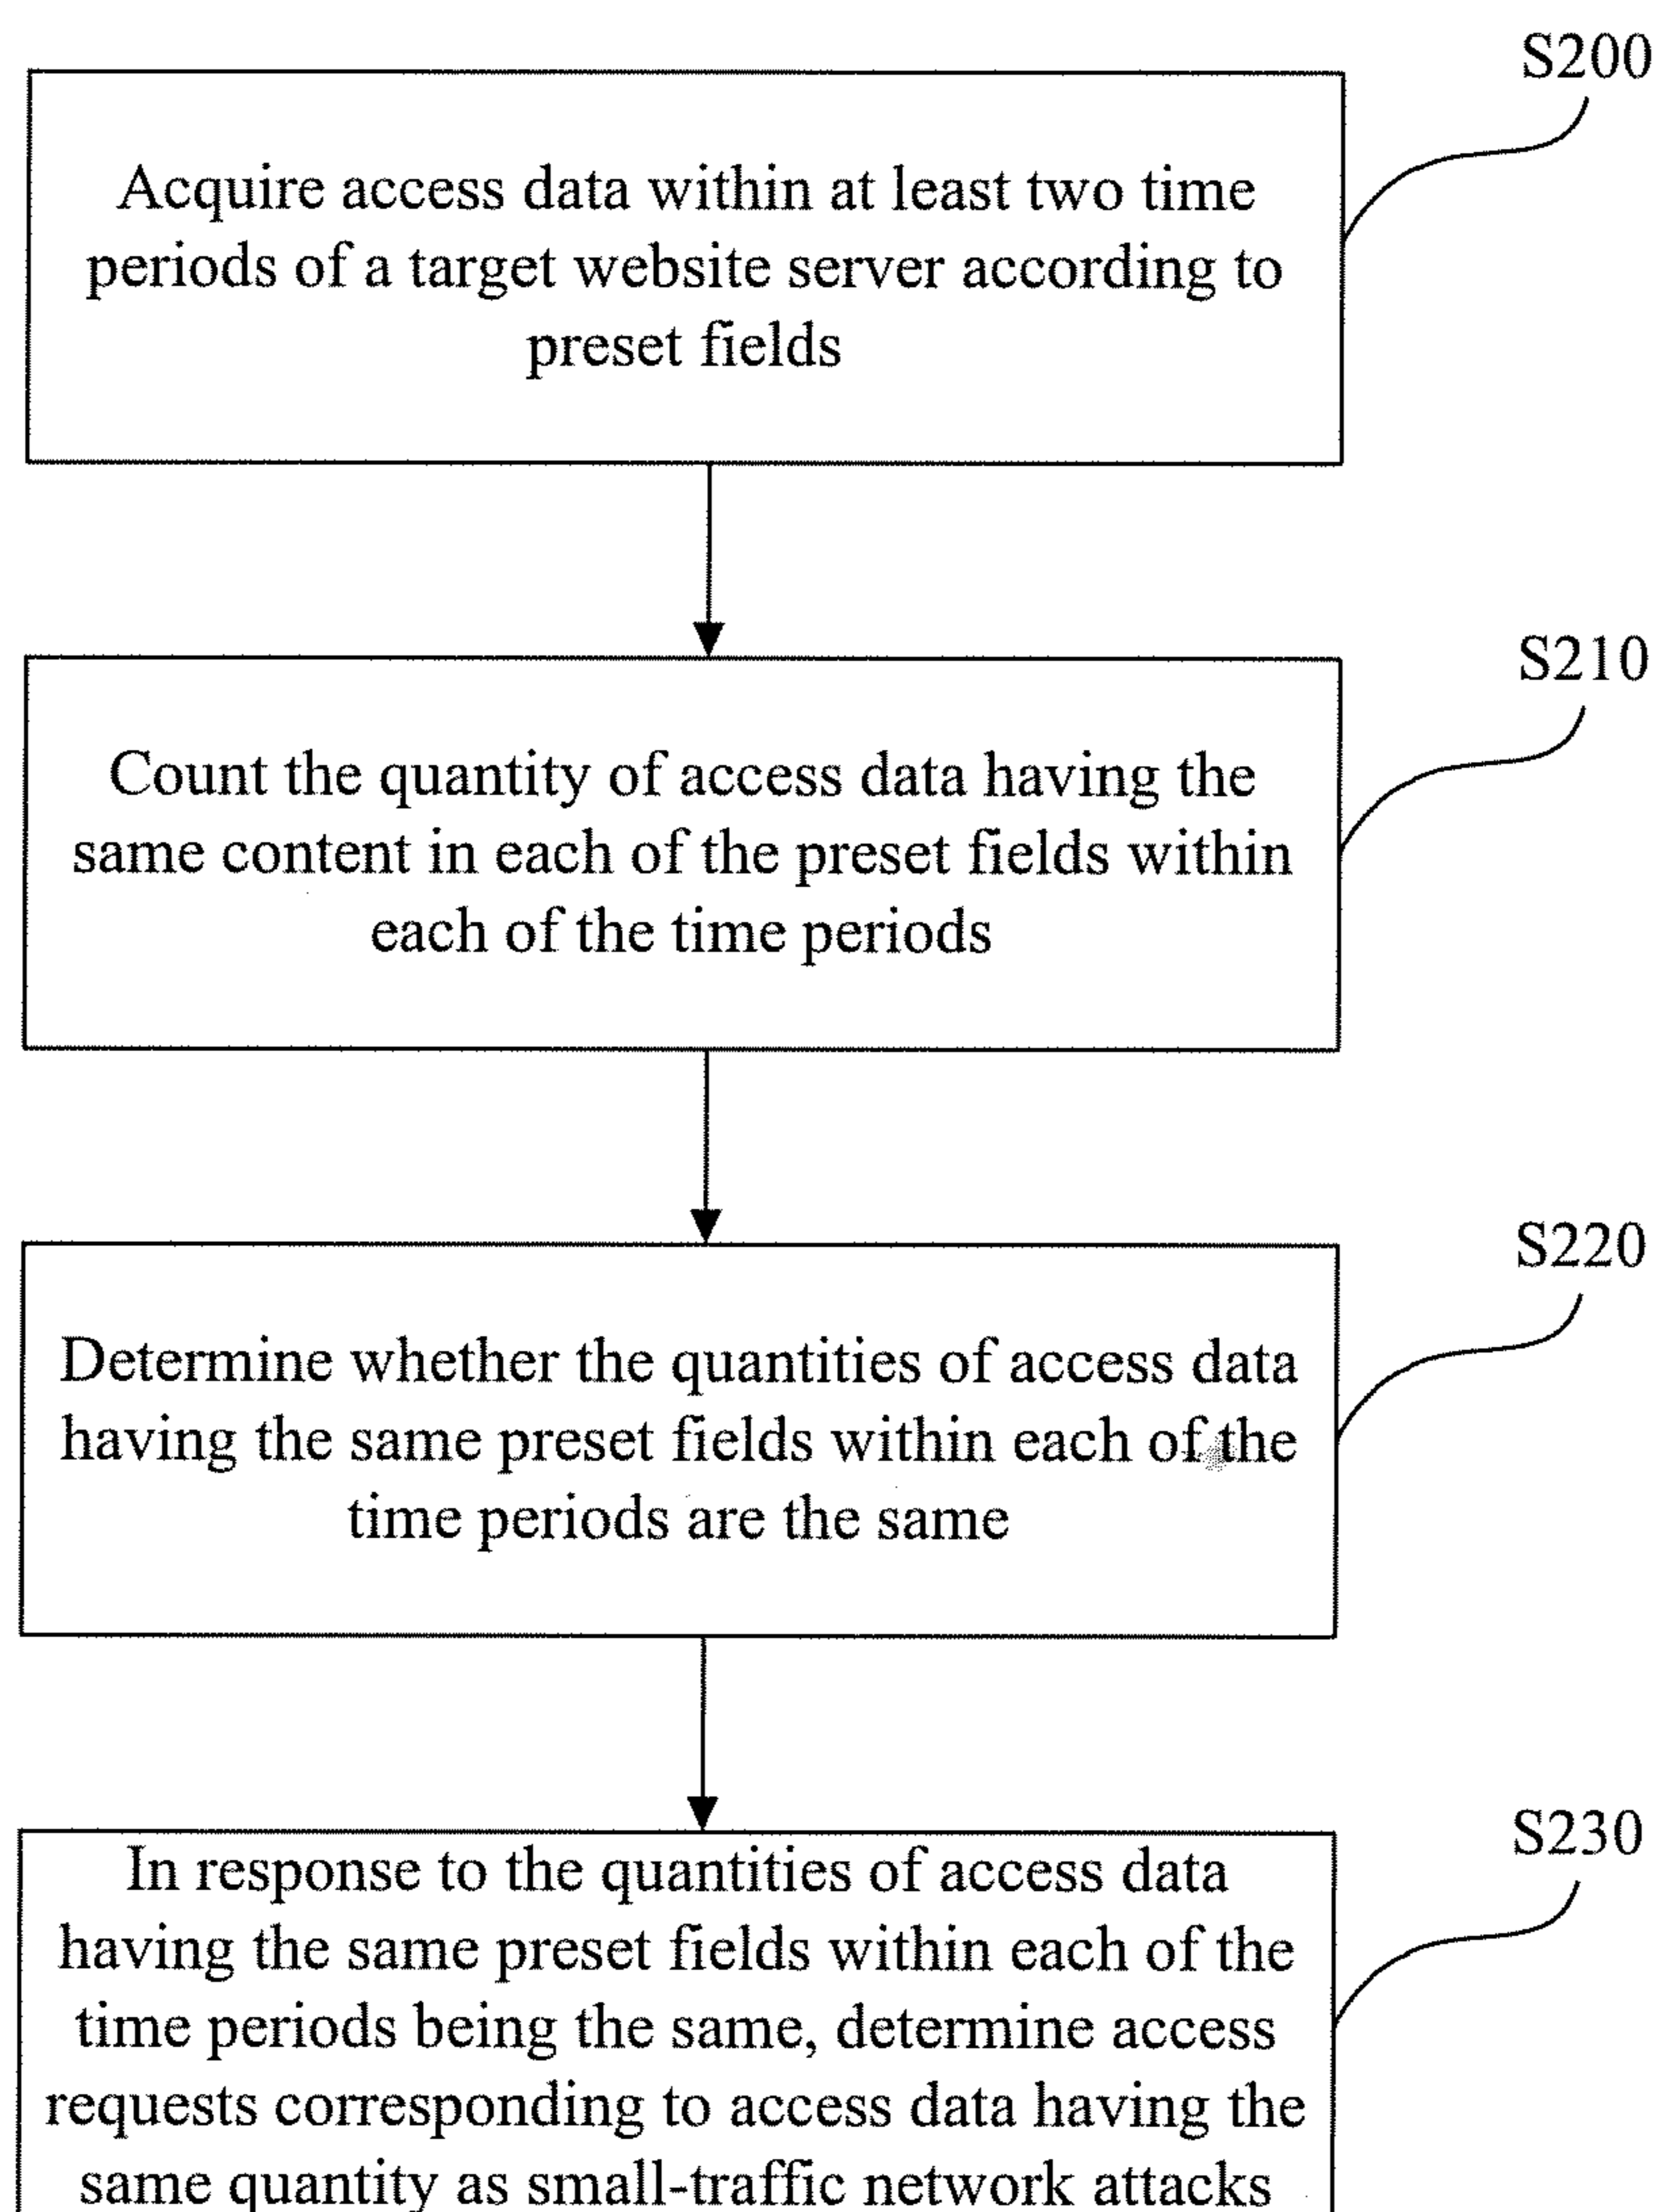 S200
Acquire access data within at least two time
periods of a target website server according to
preset fields
S210
Count the quantity of access data having the
same content in each of the preset fields within
each of the time periods
S220
Determine whether the quantities of access data
having the same preset fields within each of the
time periods are the same
S230
In response to the quantities of access data
having the same preset fields within each of the
time periods being the same, determine access
requests corresponding to access data having the
same quantity as small-traffic network attacks